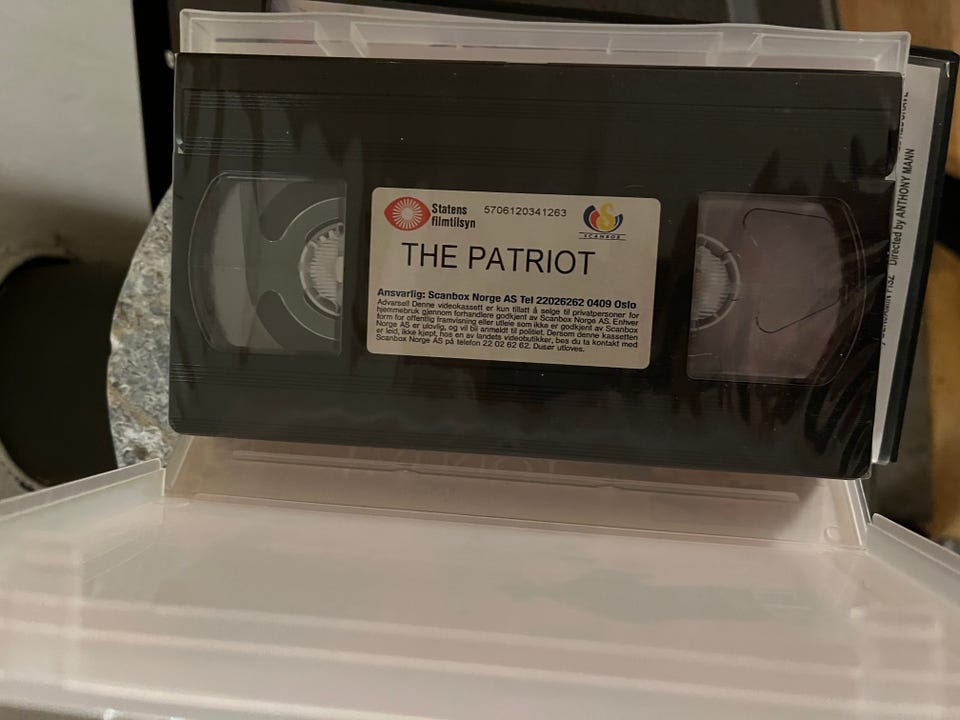 Statens
filmtilsyn
5706120341263
SCANBOX
THE PATRIOT
Ansvarlig: Scanbox Norge AS Tel 22026262 0409 Oslo
Advarsel! Denne videokassett er kun tillatt å selge til privatpersoner for
hjemmebruk gjennom forhandlere godkjent av Scanbox Norge AS. Enhver
form for offentlig framvisning eller utleie som ikke er godkjent av Scanbox
Norge AS er ulovlig, og vil bli anmeldt til politiet. Dersom denne kassetten
er leid, ikke kjøpt, hos en av landets videobutikker, bes du ta kontakt med
Scanbox Norge AS på telefon 22 02 62 62. Dusør utloves.
Directed by ANTHONY MANN